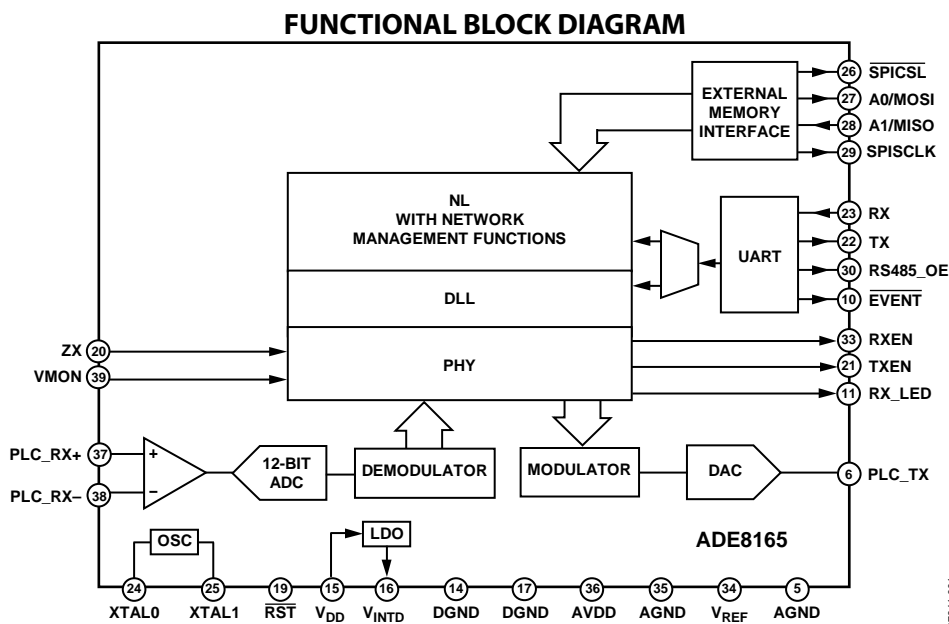 FUNCTIONAL BLOCK DIAGRAM
EXTERNAL
MEMORY
INTERFACE
26 SPICSL
27 A0/MOSI
28 A1/MISO
29 SPISCLK
NL
WITH NETWORK
MANAGEMENT FUNCTIONS
DLL
PHY
UART
23 RX
22 TX
30 RS485_OE
10 EVENT
33 RXEN
21 TXEN
11 RX_LED
ZX 20
VMON 39
PLC_RX+ 37
PLC_RX– 38
+
–
12-BIT
ADC
DEMODULATOR
MODULATOR
DAC
6 PLC_TX
OSC
LDO
ADE8165
24 25 19 15 16 14 17 36 35 34 5
XTAL0 XTAL1 RST VDD VINTD DGND DGND AVDD AGND VREF AGND